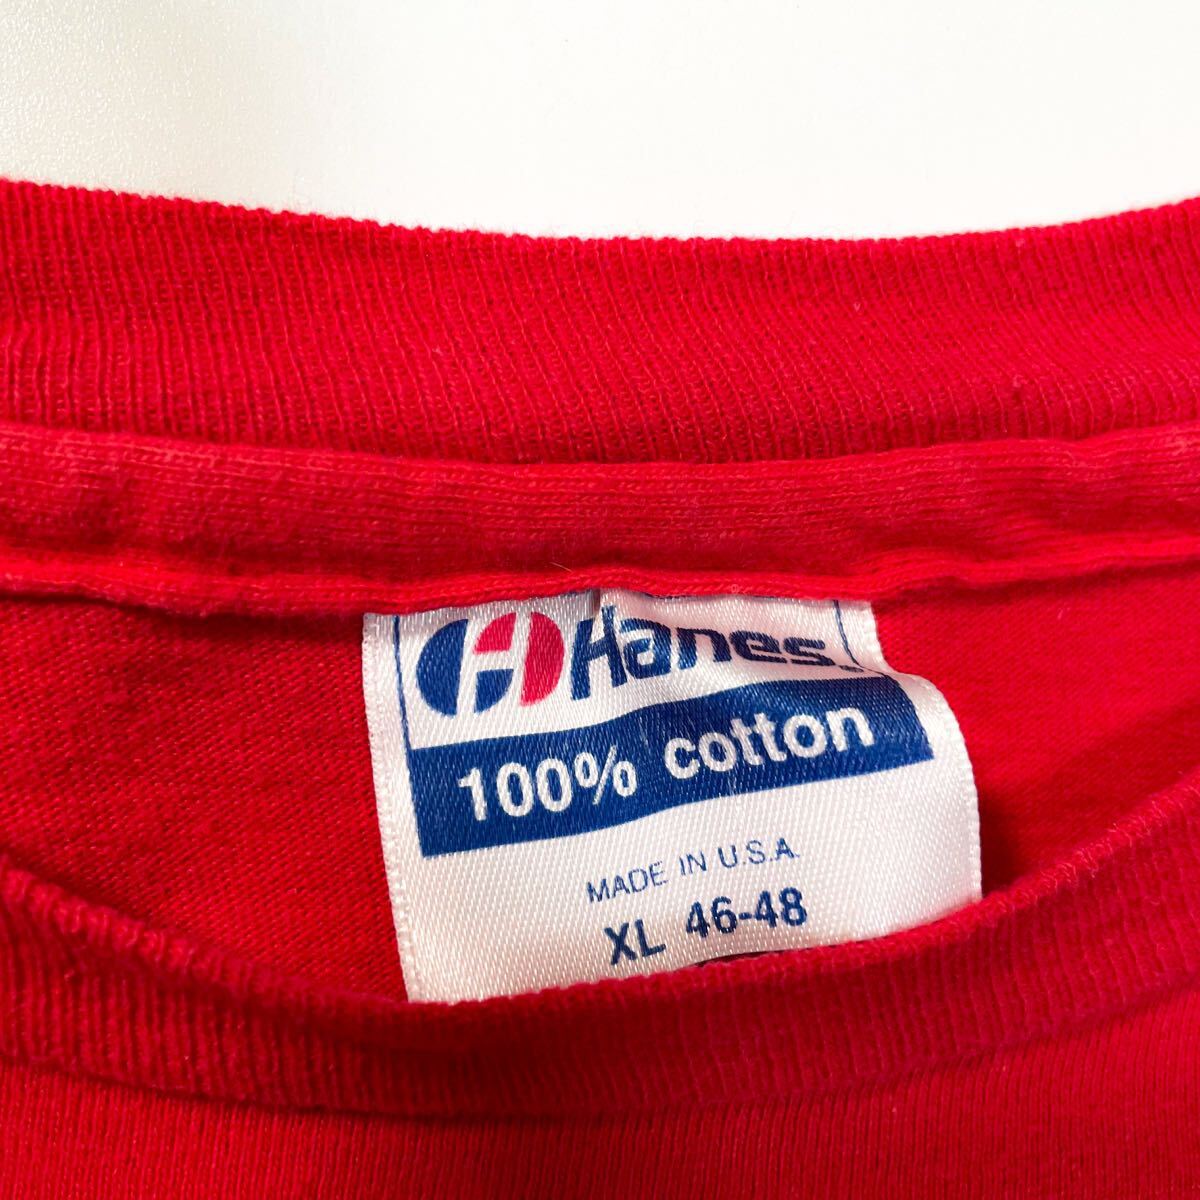 Hanes.
100% cotton
MADE IN U.S.A.
XL 46-48